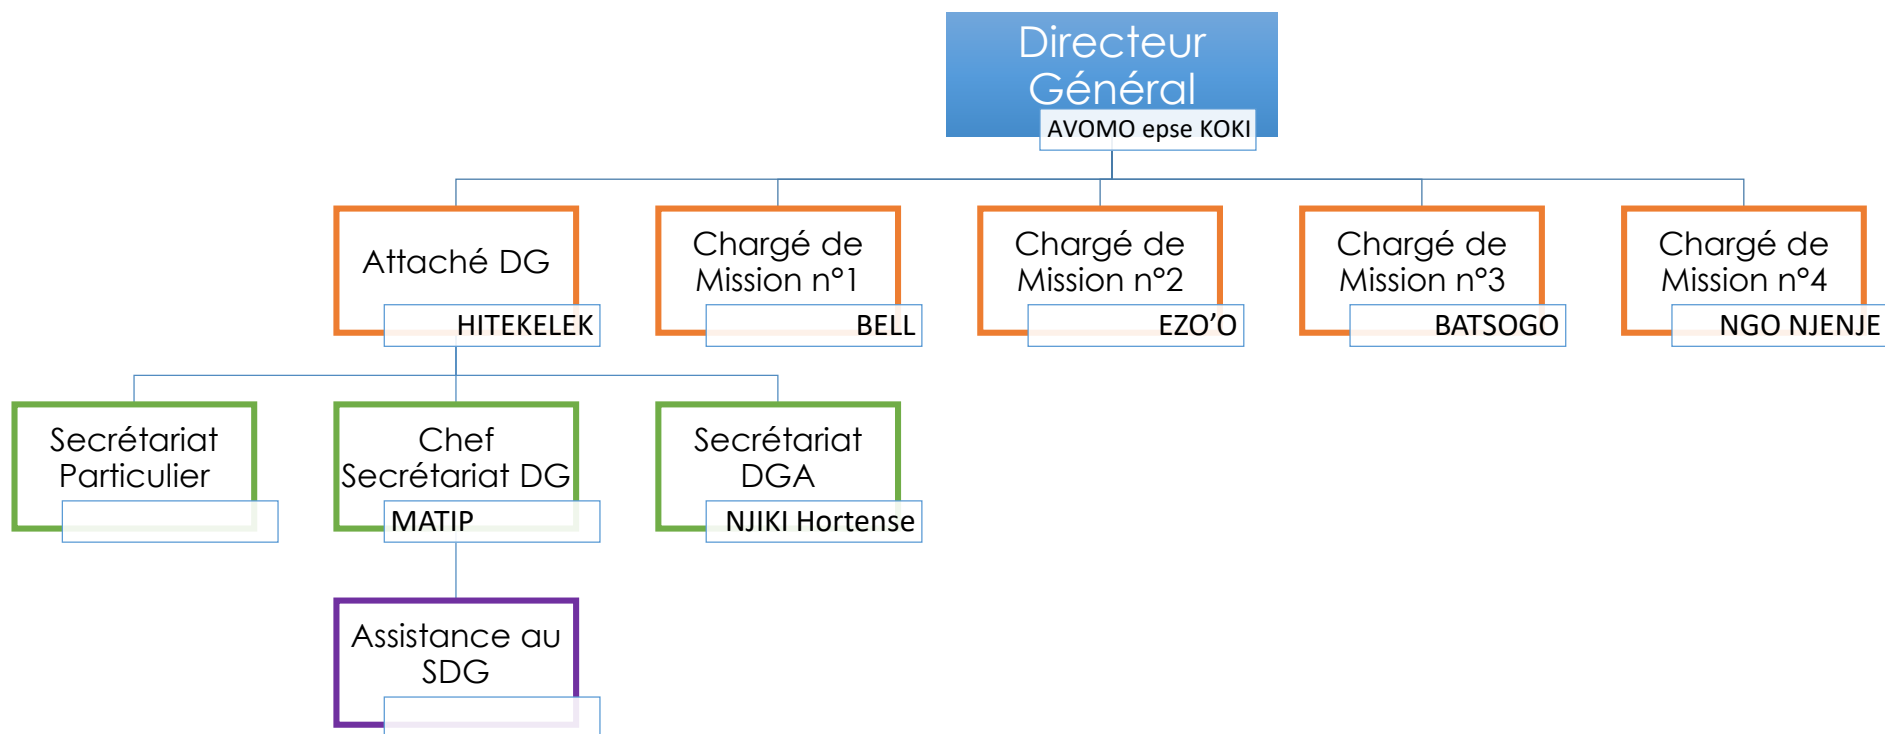 Directeur
Général
AVOMO epse KOKI
Attaché DG
HITEKELEK
Chargé de
Mission n°1
BELL
Chargé de
Mission n°2
EZO’O
Chargé de
Mission n°3
BATSOGO
Chargé de
Mission n°4
NGO NJENJE
Secrétariat
Particulier
Chef
Secrétariat DG
MATIP
Secrétariat
DGA
NJIKI Hortense
Assistance au
SDG